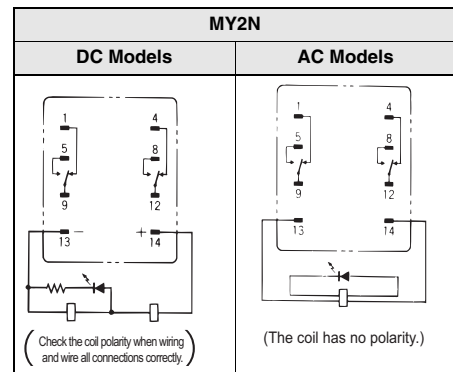 MY2N
DC Models
AC Models
1 4
5 8
9 12
13 − + 14
Check the coil polarity when wiring
and wire all connections correctly.
1 4
5 8
9 12
13 14
(The coil has no polarity.)